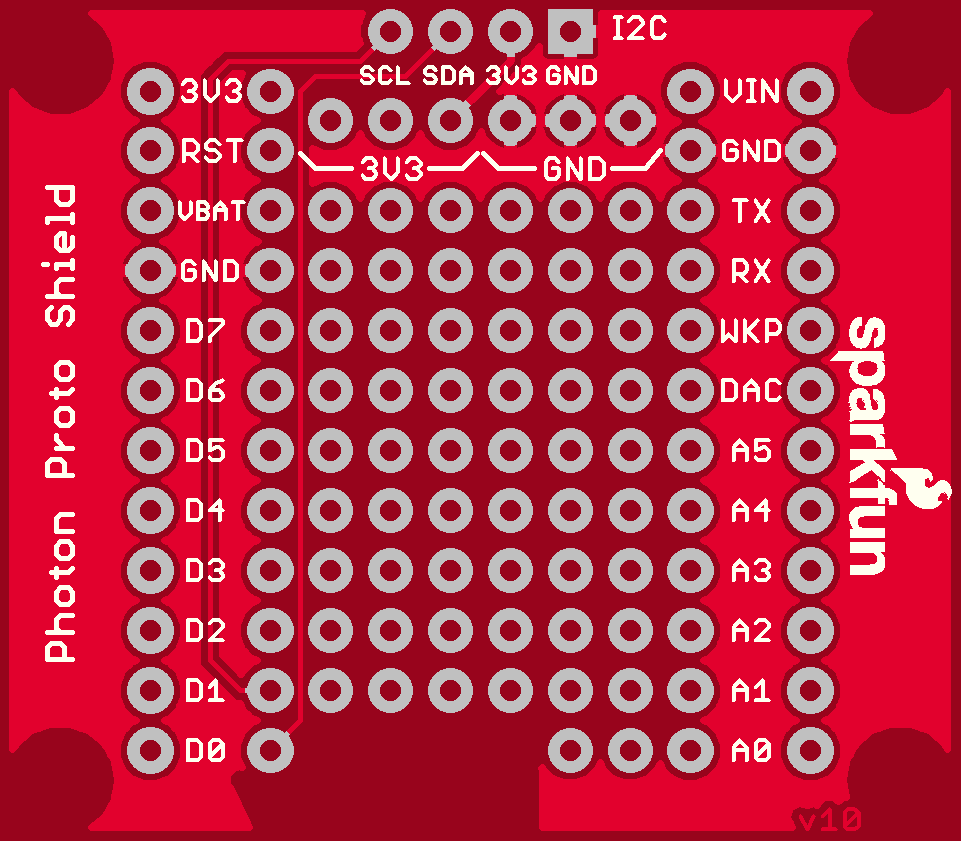 I2C
SCL SDA 3V3 GND
3V3 VIN
RST 3V3 GND GND
VBAT TX
GND RX
D7 WKP
D6 DAC
D5 A5
D4 A4
D3 A3
D2 A2
D1 A1
D0 A0
Photon Proto Shield
sparkfun
v10